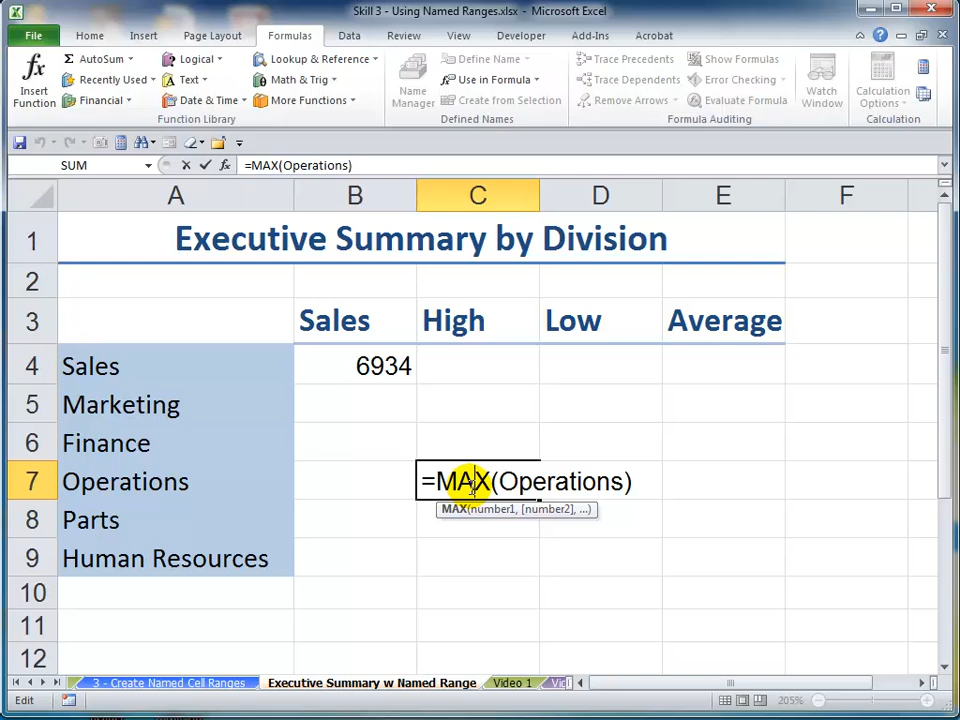 Skill 3 - Using Named Ranges.xlsx - Microsoft Excel
File Home Insert Page Layout Formulas Data Review View Developer Add-Ins Acrobat
Insert Function
Σ AutoSum
Recently Used
Financial
Logical
Text
Date & Time
Lookup & Reference
Math & Trig
More Functions
Function Library
Name Manager
Define Name
Use in Formula
Create from Selection
Defined Names
Trace Precedents
Trace Dependents
Remove Arrows
Show Formulas
Error Checking
Evaluate Formula
Formula Auditing
Watch Window
Calculation Options
Calculation
SUM fx =MAX(Operations)
A B C D E F
1 Executive Summary by Division
2
3 Sales High Low Average
4 Sales 6934
5 Marketing
6 Finance
7 Operations =MAX(Operations)
MAX(number1, [number2], ...)
8 Parts
9 Human Resources
10
11
12
3 - Create Named Cell Ranges Executive Summary w Named Range Video 1
Edit 205%